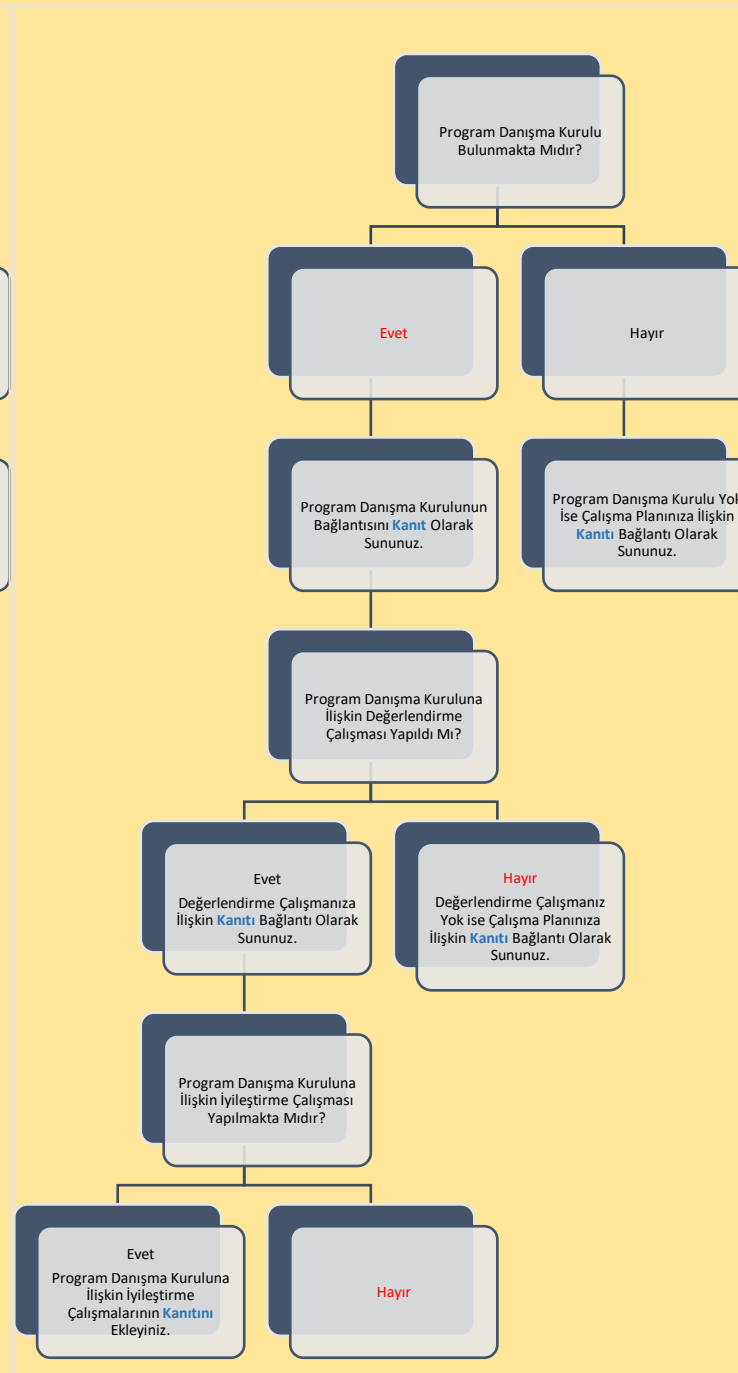 Program Danışma Kurulu
Bulunmakta Mıdır?
Evet
Hayır
Program Danışma Kurulunun
Bağlantısını Kanıt Olarak
Sununuz.
Program Danışma Kurulu Yok
İse Çalışma Planınıza İlişkin
Kanıtı Bağlantı Olarak
Sununuz.
Program Danışma Kuruluna
İlişkin Değerlendirme
Çalışması Yapıldı Mı?
Evet
Değerlendirme Çalışmanıza
İlişkin Kanıtı Bağlantı Olarak
Sununuz.
Hayır
Değerlendirme Çalışmanız
Yok ise Çalışma Planınıza
İlişkin Kanıtı Bağlantı Olarak
Sununuz.
Program Danışma Kuruluna
İlişkin İyileştirme Çalışması
Yapılmakta Mıdır?
Evet
Program Danışma Kuruluna
İlişkin İyileştirme
Çalışmalarının Kanıtını
Ekleyiniz.
Hayır